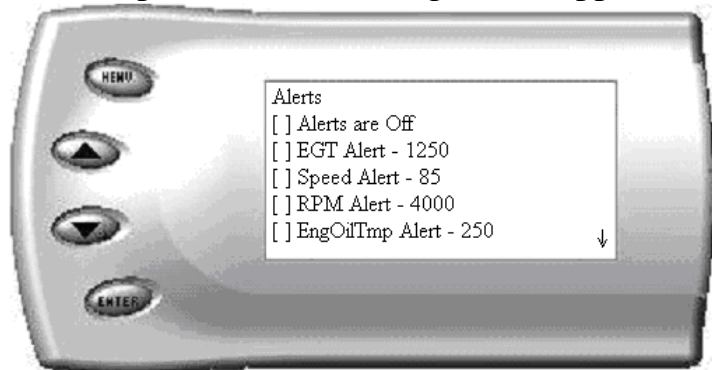 MENU
Alerts
[ ] Alerts are Off
[ ] EGT Alert - 1250
[ ] Speed Alert - 85
[ ] RPM Alert - 4000
[ ] EngOilTmp Alert - 250
ENTER